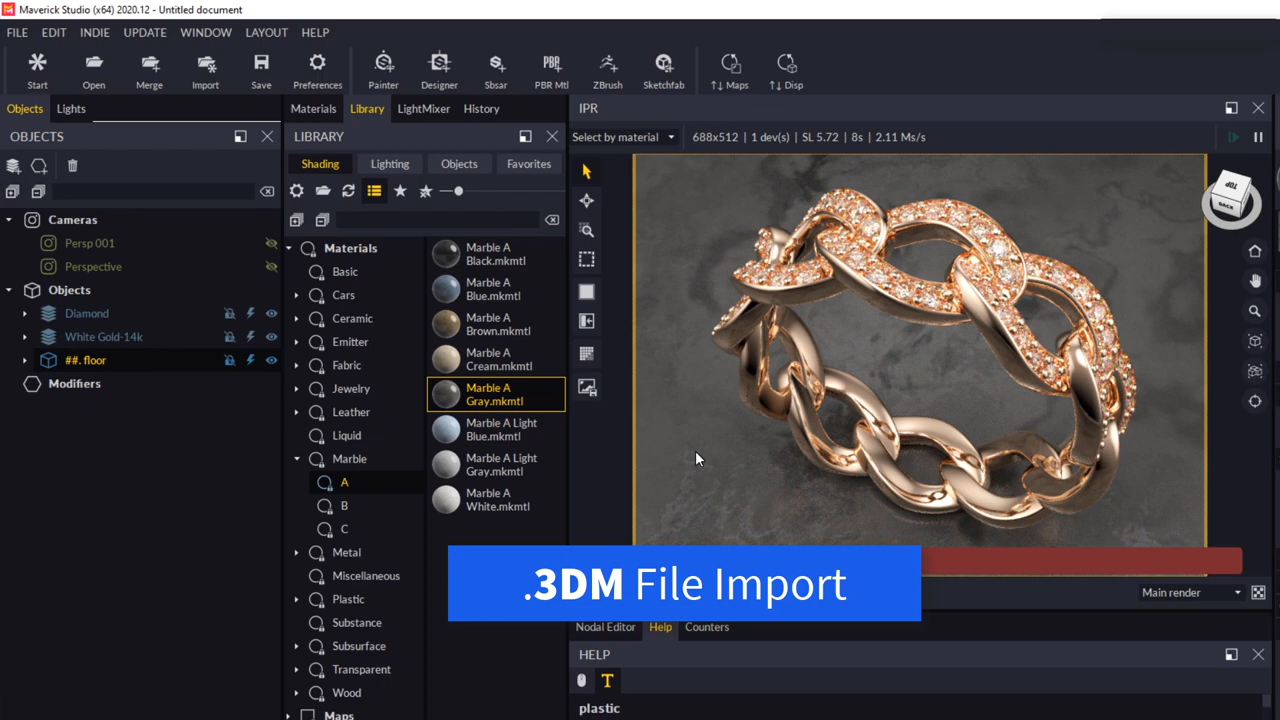 Maverick Studio (x64) 2020.12 - Untitled document
FILE EDIT INDIE UPDATE WINDOW LAYOUT HELP
Start Open Merge Import Save Preferences Painter Designer Sbsar PBR Mtl ZBrush Sketchfab ↑↓ Maps ↑↓ Disp
PBR
Objects Lights
OBJECTS
Cameras
Persp 001
Perspective
Objects
Diamond
White Gold-14k
##. floor
Modifiers
Materials Library LightMixer History
LIBRARY
Shading Lighting Objects Favorites
Materials
Basic
Cars
Ceramic
Emitter
Fabric
Jewelry
Leather
Liquid
Marble
A
B
C
Metal
Miscellaneous
Plastic
Substance
Subsurface
Transparent
Wood
Maps
Marble A
Black.mkmtl
Marble A
Blue.mkmtl
Marble A
Brown.mkmtl
Marble A
Cream.mkmtl
Marble A
Gray.mkmtl
Marble A Light
Blue.mkmtl
Marble A Light
Gray.mkmtl
Marble A
White.mkmtl
IPR
Select by material 688x512 | 1 dev(s) | SL 5.72 | 8s | 2.11 Ms/s
TOP
BACK
.3DM File Import
Main render
Nodal Editor Help Counters
HELP
T
plastic